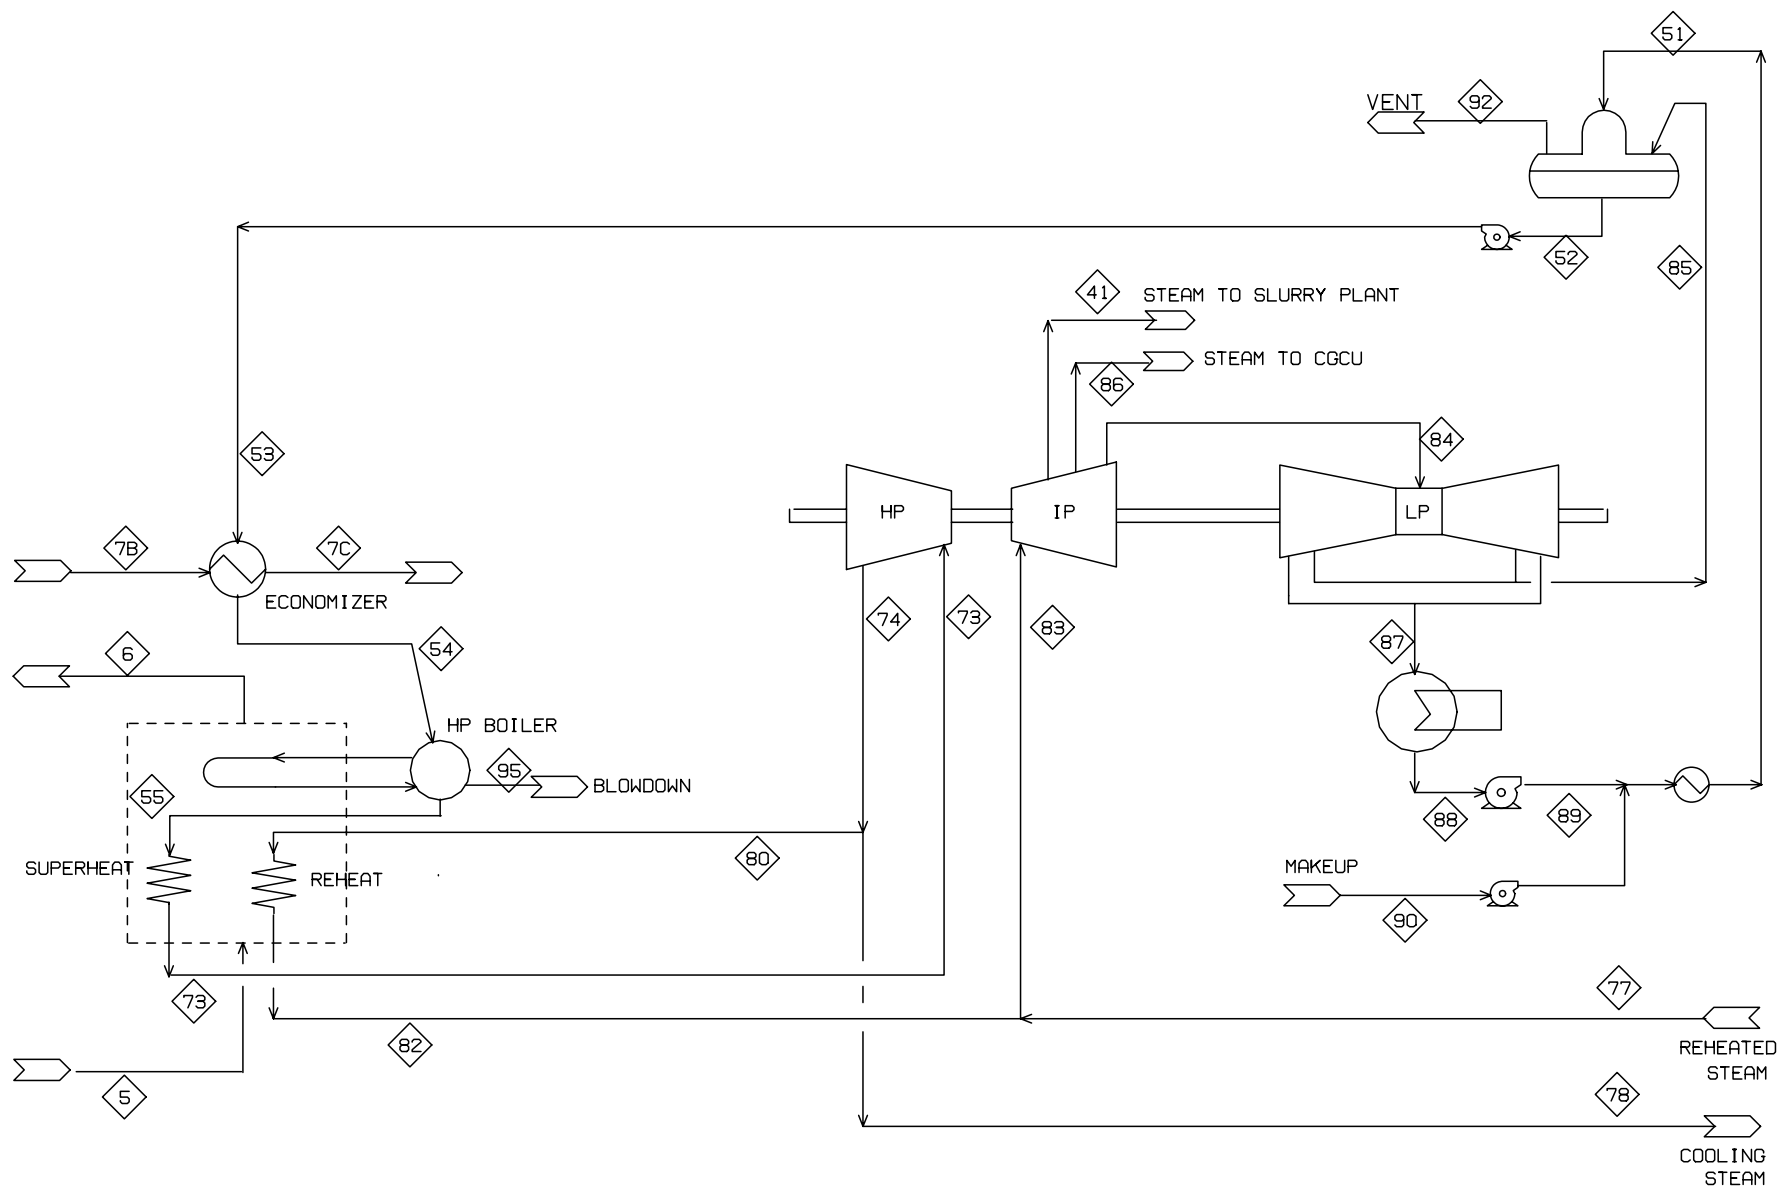 51
VENT
92
52
85
41
STEAM TO SLURRY PLANT
STEAM TO CGCU
86
84
53
HP
IP
LP
7B
7C
ECONOMIZER
74
73
83
6
54
87
HP BOILER
95
BLOWDOWN
55
88
89
80
SUPERHEAT
REHEAT
MAKEUP
90
73
77
82
REHEATED
STEAM
5
78
COOLING
STEAM